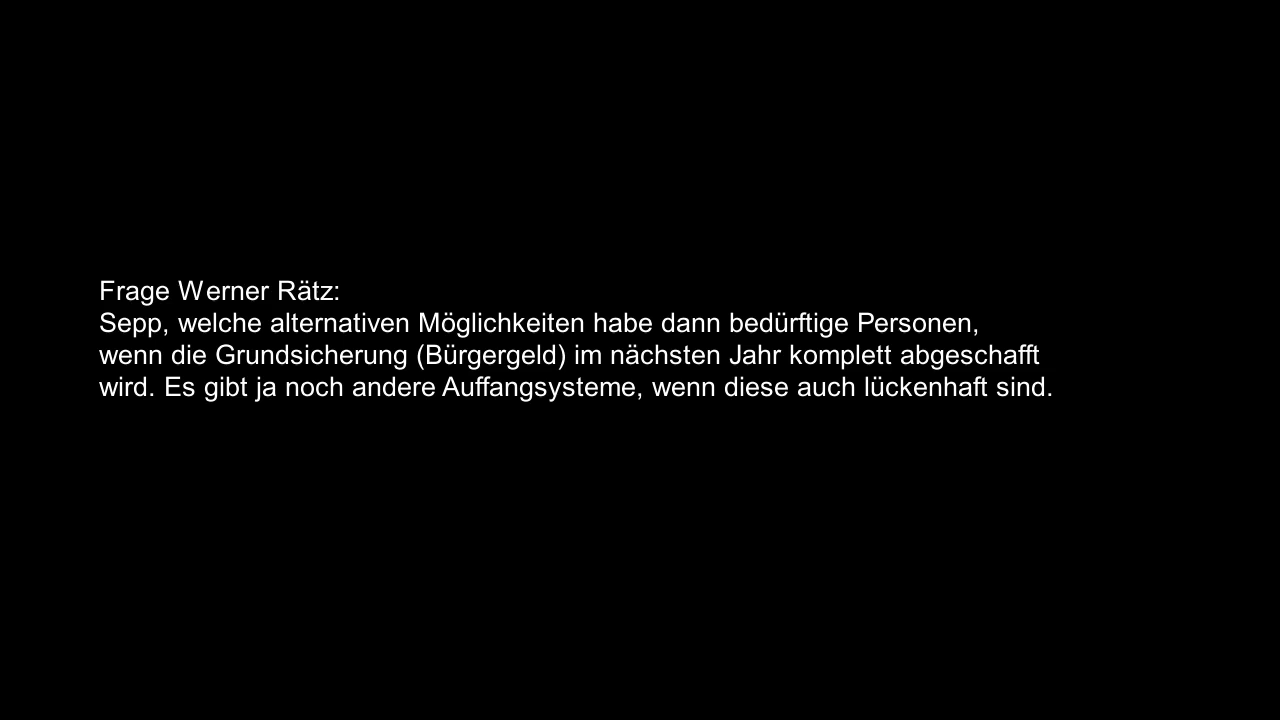 Frage Werner Rätz:
Sepp, welche alternativen Möglichkeiten habe dann bedürftige Personen,
wenn die Grundsicherung (Bürgergeld) im nächsten Jahr komplett abgeschafft
wird. Es gibt ja noch andere Auffangsysteme, wenn diese auch lückenhaft sind.